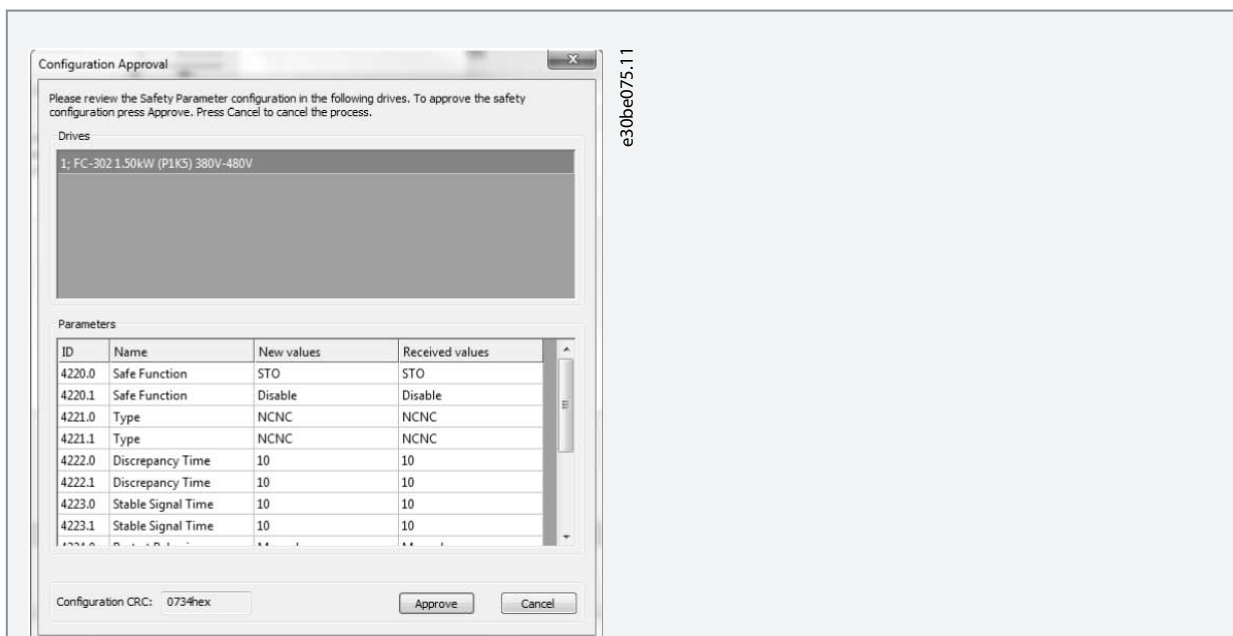 Configuration Approval
Please review the Safety Parameter configuration in the following drives. To approve the safety
configuration press Approve. Press Cancel to cancel the process.
Drives
1; FC-302 1.50kW (P1K5) 380V-480V
Parameters
ID Name New values Received values
4220.0 Safe Function STO STO
4220.1 Safe Function Disable Disable
4221.0 Type NCNC NCNC
4221.1 Type NCNC NCNC
4222.0 Discrepancy Time 10 10
4222.1 Discrepancy Time 10 10
4223.0 Stable Signal Time 10 10
4223.1 Stable Signal Time 10 10
Configuration CRC: 0734hex
Approve Cancel
e30be075.11